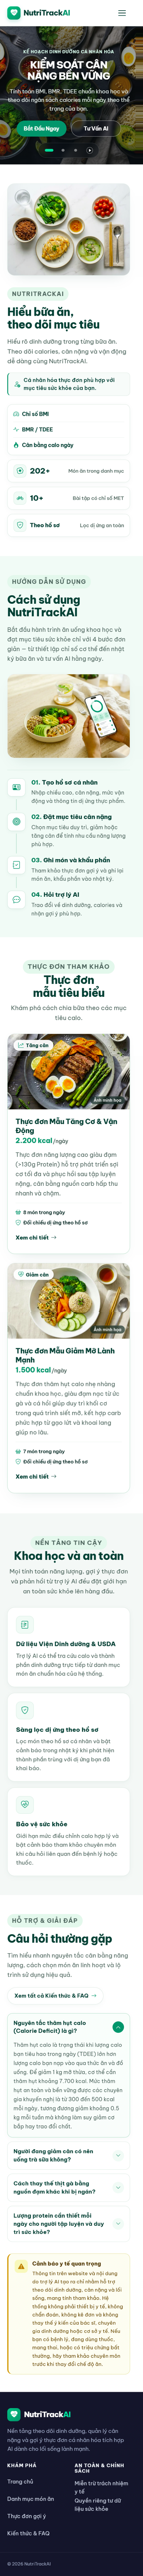 NutriTrackAI
KẾ HOẠCH DINH DƯỠNG CÁ NHÂN HÓA
KIỂM SOÁT CÂN
NẶNG BỀN VỮNG
Tính toán BMI, BMR, TDEE chuẩn khoa học và
theo dõi ngân sách calories mỗi ngày theo thể
trạng của bạn.
Bắt Đầu Ngay
Tư Vấn AI
NUTRITRACKAI
Hiểu bữa ăn,
theo dõi mục tiêu
Hiểu rõ dinh dưỡng trong từng bữa ăn.
Theo dõi calories, cân nặng và vận động
dễ dàng cùng NutriTrackAI.
Cá nhân hóa thực đơn phù hợp với
mục tiêu sức khỏe của bạn.
Chỉ số BMI
BMR / TDEE
Cân bằng calo ngày
202+
Món ăn trong danh mục
10+
Bài tập có chỉ số MET
Theo hồ sơ
Lọc dị ứng an toàn
HƯỚNG DẪN SỬ DỤNG
Cách sử dụng
NutriTrackAI
Bắt đầu hành trình ăn uống khoa học và
đạt mục tiêu sức khỏe chỉ với 4 bước đơn
giản — từ thiết lập chỉ số cơ thể đến nhật
ký bữa ăn và tư vấn AI hằng ngày.
01. Tạo hồ sơ cá nhân
Nhập chiều cao, cân nặng, mức vận
động và thông tin dị ứng thực phẩm.
02. Đặt mục tiêu cân nặng
Chọn mục tiêu duy trì, giảm hoặc
tăng cân để tính nhu cầu năng lượng
phù hợp.
03. Ghi món và khẩu phần
Tham khảo thực đơn gợi ý và ghi lại
món ăn, khẩu phần vào nhật ký.
04. Hỏi trợ lý AI
Trao đổi về dinh dưỡng, calories và
nhận gợi ý phù hợp.
THỰC ĐƠN THAM KHẢO
Thực đơn
mẫu tiêu biểu
Khám phá cách chia bữa theo các mục
tiêu calo.
Tăng cân
Ảnh minh họa
Thực đơn Mẫu Tăng Cơ & Vận
Động
2.200 kcal/ngày
Thực đơn năng lượng cao giàu đạm
(~130g Protein) hỗ trợ phát triển sợi
cơ tối đa và phục hồi thể lực sau vận
động nặng, cân bằng carb hấp thu
nhanh và chậm.
8 món trong ngày
Đối chiếu dị ứng theo hồ sơ
Xem chi tiết →
Giảm cân
Ảnh minh họa
Thực đơn Mẫu Giảm Mỡ Lành
Mạnh
1.500 kcal/ngày
Thực đơn thâm hụt calo nhẹ nhàng
chuẩn khoa học, giàu đạm nạc từ ức
gà và cá hồi giúp duy trì khối cơ
trong quá trình siết mỡ, kết hợp carb
phức hợp từ gạo lứt và khoai lang
giúp no lâu.
7 món trong ngày
Đối chiếu dị ứng theo hồ sơ
Xem chi tiết →
NỀN TẢNG TIN CẬY
Khoa học và an toàn
Mọi tính toán năng lượng, gợi ý thực đơn
và phản hồi từ trợ lý AI đều đặt giới hạn
an toàn sức khỏe lên hàng đầu.
Dữ liệu Viện Dinh dưỡng & USDA
Trợ lý AI có thể tra cứu calo và thành
phần dinh dưỡng trực tiếp từ danh mục
món ăn chuẩn hóa của hệ thống.
Sàng lọc dị ứng theo hồ sơ
Lọc món theo hồ sơ cá nhân và bật
cảnh báo trong nhật ký khi phát hiện
thành phần trùng với dị ứng bạn đã
khai báo.
Bảo vệ sức khỏe
Giới hạn mức điều chỉnh calo hợp lý và
đặt cảnh báo tham khảo chuyên môn
khi câu hỏi liên quan đến bệnh lý hoặc
thuốc.
HỖ TRỢ & GIẢI ĐÁP
Câu hỏi thường gặp
Tìm hiểu nhanh nguyên tắc cân bằng năng
lượng, chia nhóm món ăn linh hoạt và lộ
trình sử dụng hiệu quả.
Xem tất cả Kiến thức & FAQ →
Nguyên tắc thâm hụt calo
(Calorie Deficit) là gì?
Thâm hụt calo là trạng thái khi lượng calo
bạn tiêu hao trong ngày (TDEE) lớn hơn
lượng calo bạn nạp vào qua thức ăn và đồ
uống. Để giảm 1kg mỡ, cơ thể cần
thâm hụt khoảng 7.700 kcal. Mức thâm hụt
an toàn và bền vững được các chuyên
gia khuyến nghị là từ 300 đến 500 kcal
mỗi ngày, giúp giảm khoảng 0,5 kg
mỗi tuần mà không làm suy giảm cơ
bắp hay trao đổi chất.
Người đang giảm cân có nên
uống trà sữa không?
Cách thay thế thịt gà bằng
nguồn đạm khác khi bị ngán?
Lượng protein cần thiết mỗi
ngày cho người tập luyện và duy
trì sức khỏe?
Cảnh báo y tế quan trọng
Thông tin trên website và nội dung
do trợ lý AI tạo ra chỉ nhằm hỗ trợ
theo dõi dinh dưỡng, cân nặng và lối
sống, mang tính tham khảo. Hệ
thống không phải thiết bị y tế, không
chẩn đoán, không kê đơn và không
thay thế ý kiến của bác sĩ, chuyên
gia dinh dưỡng hoặc cơ sở y tế. Nếu
bạn có bệnh lý, đang dùng thuốc,
mang thai, hoặc có triệu chứng bất
thường, hãy tham khảo chuyên môn
trước khi thay đổi chế độ ăn.
NutriTrackAI
Nền tảng theo dõi dinh dưỡng, quản lý cân
nặng và gợi ý thực đơn cá nhân hóa tích hợp
AI dành cho lối sống lành mạnh.
KHÁM PHÁ
Trang chủ
Danh mục món ăn
Thực đơn gợi ý
Kiến thức & FAQ
AN TOÀN & CHÍNH
SÁCH
Miễn trừ trách nhiệm
y tế
Quyền riêng tư dữ
liệu sức khỏe
© 2026 NutriTrackAI